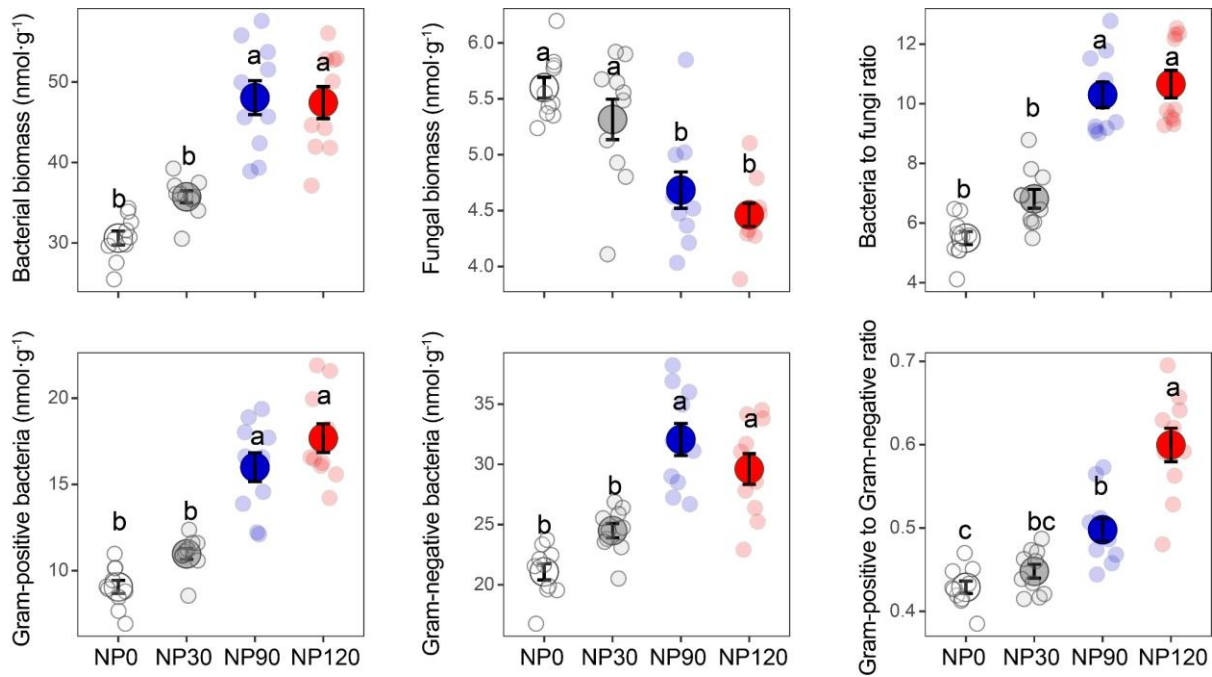 Bacterial biomass (nmol·g⁻¹)
50
40
30
b
b
a
a
Fungal biomass (nmol·g⁻¹)
6.0
5.5
5.0
4.5
4.0
a
a
b
b
Bacteria to fungi ratio
12
10
8
6
4
b
b
a
a
Gram-positive bacteria (nmol·g⁻¹)
20
15
10
b
b
a
a
NP0 NP30 NP90 NP120
Gram-negative bacteria (nmol·g⁻¹)
35
30
25
20
b
b
a
a
NP0 NP30 NP90 NP120
Gram-positive to Gram-negative ratio
0.7
0.6
0.5
0.4
c
bc
b
a
NP0 NP30 NP90 NP120